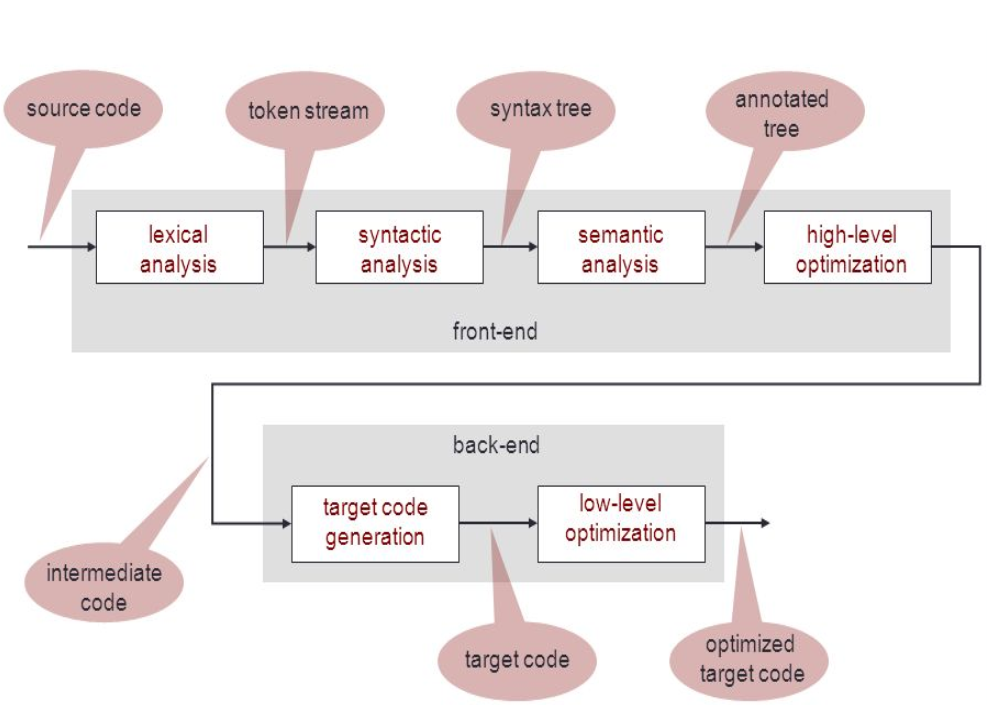 source code
token stream
syntax tree
annotated
tree
lexical
analysis
syntactic
analysis
semantic
analysis
high-level
optimization
front-end
back-end
target code
generation
low-level
optimization
intermediate
code
target code
optimized
target code